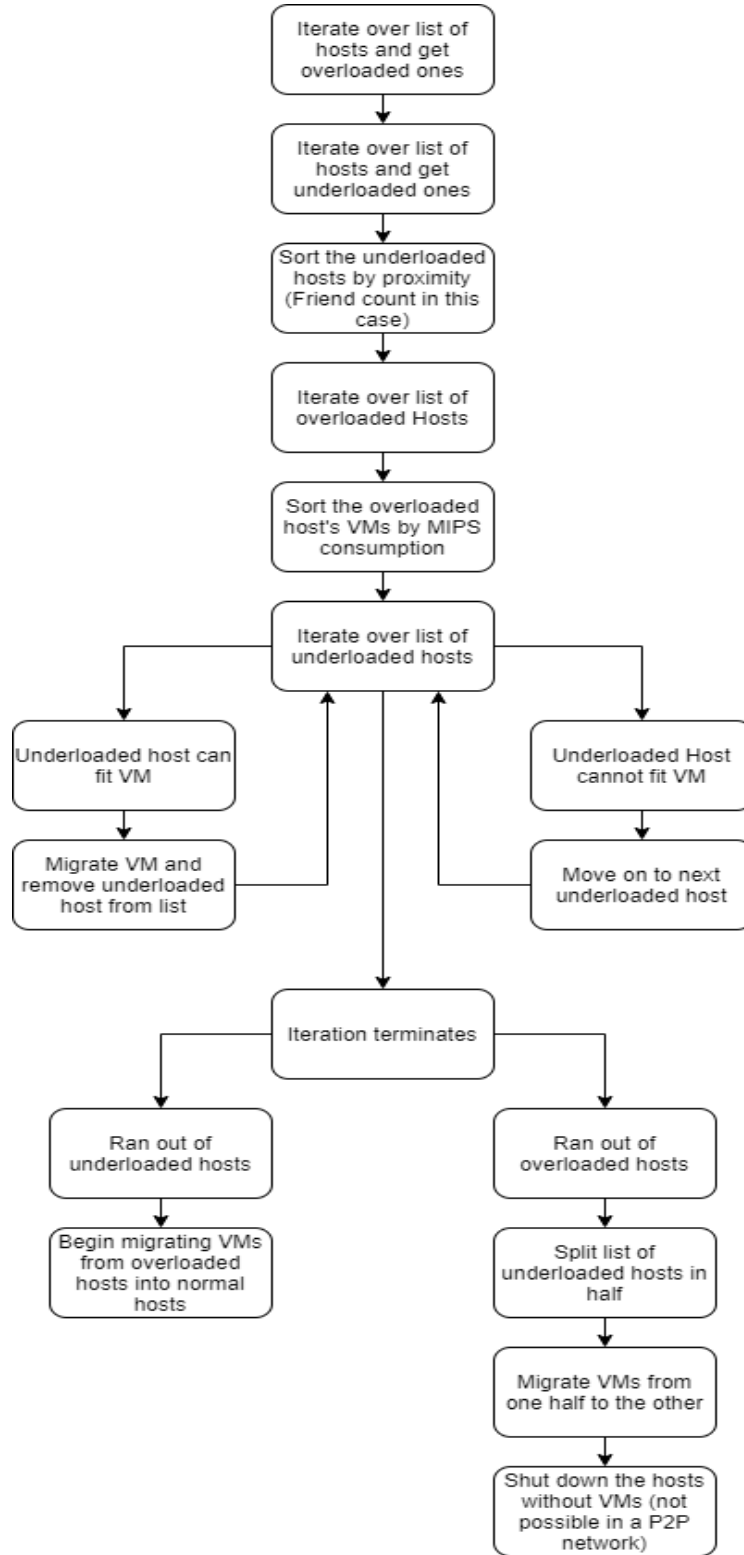 Iterate over list of
hosts and get
overloaded ones
Iterate over list of
hosts and get
underloaded ones
Sort the underloaded
hosts by proximity
(Friend count in this
case)
Iterate over list of
overloaded Hosts
Sort the overloaded
host's VMs by MIPS
consumption
Iterate over list of
underloaded hosts
Underloaded host can
fit VM
Underloaded Host
cannot fit VM
Migrate VM and
remove underloaded
host from list
Move on to next
underloaded host
Iteration terminates
Ran out of
underloaded hosts
Ran out of
overloaded hosts
Begin migrating VMs
from overloaded
hosts into normal
hosts
Split list of
underloaded hosts in
half
Migrate VMs from
one half to the other
Shut down the hosts
without VMs (not
possible in a P2P
network)